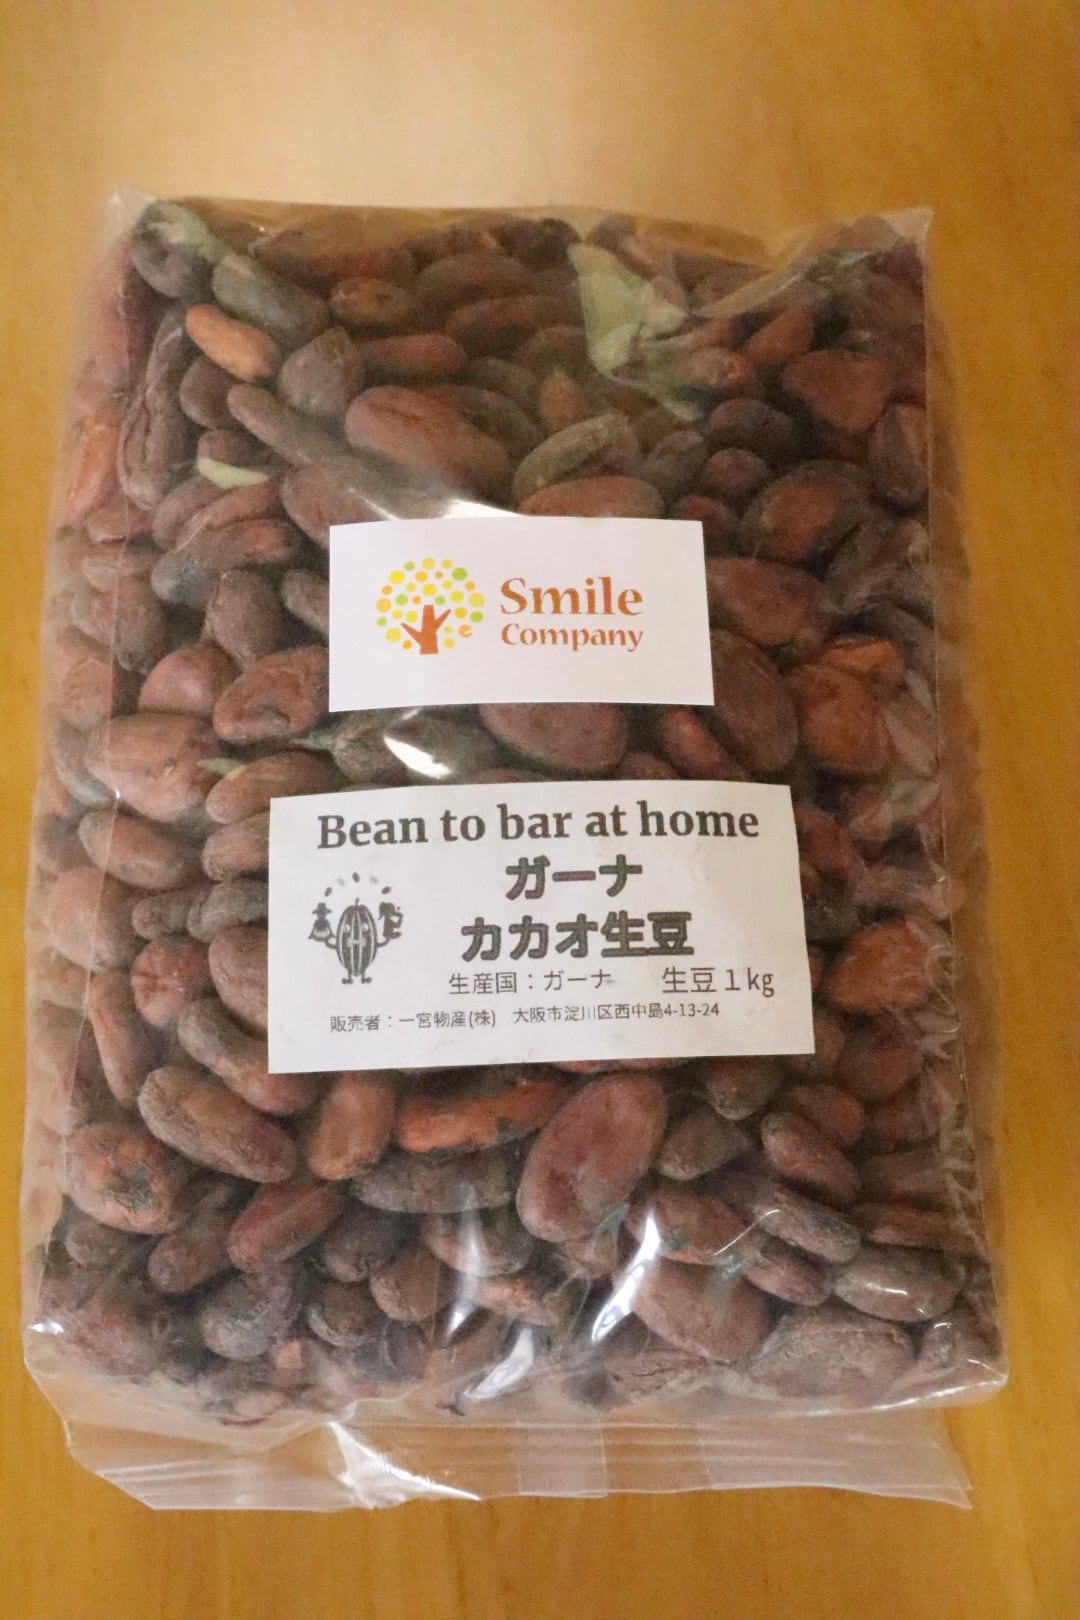 Smile
Company
Bean to bar at home
ガーナ
カカオ生豆
生産国：ガーナ　生豆１kg
販売者：一宮物産(株)　大阪市淀川区西中島4-13-24